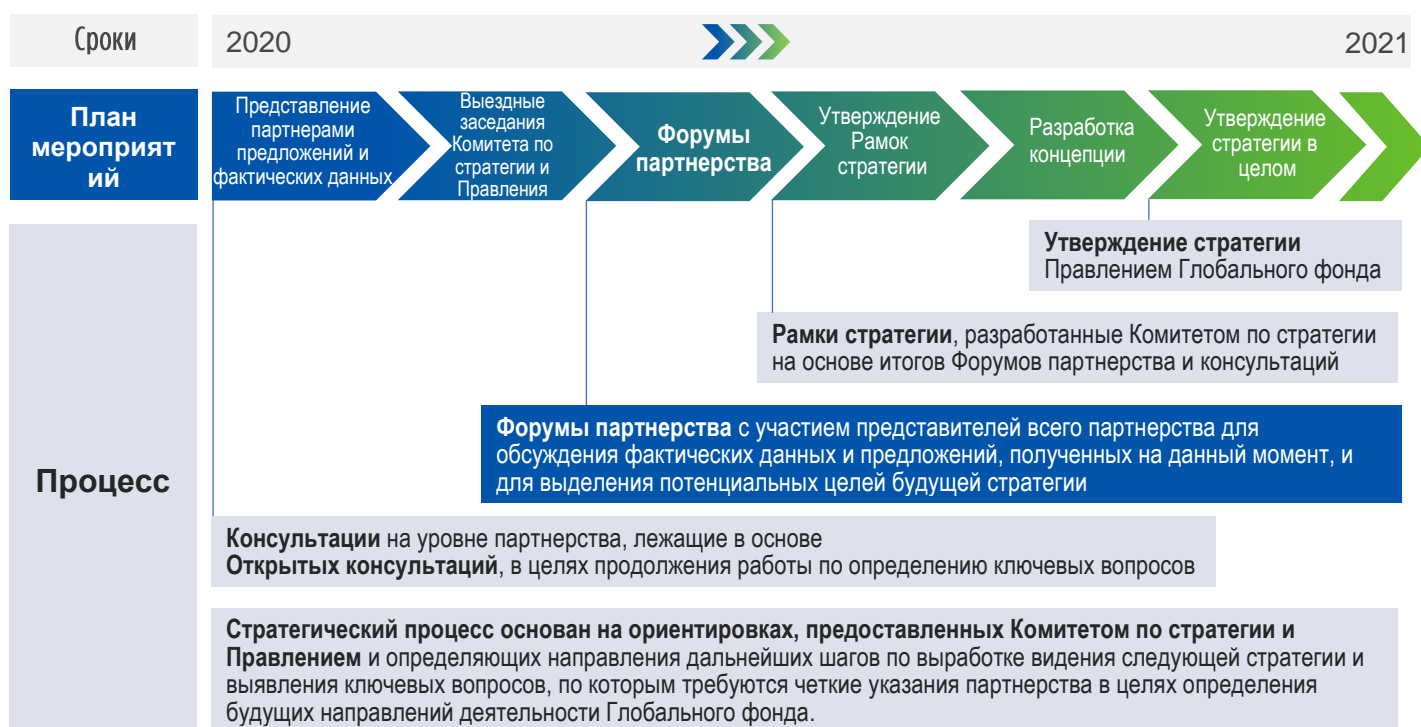 Сроки
2020
2021
План
мероприят
ий
Представление
партнерами
предложений и
фактических данных
Выездные
заседания
Комитета по
стратегии и
Правления
Форумы
партнерства
Утверждение
Рамок
стратегии
Разработка
концепции
Утверждение
стратегии в
целом
Процесс
Утверждение стратегии
Правлением Глобального фонда
Рамки стратегии, разработанные Комитетом по стратегии
на основе итогов Форумов партнерства и консультаций
Форумы партнерства с участием представителей всего партнерства для
обсуждения фактических данных и предложений, полученных на данный момент, и
для выделения потенциальных целей будущей стратегии
Консультации на уровне партнерства, лежащие в основе
Открытых консультаций, в целях продолжения работы по определению ключевых вопросов
Стратегический процесс основан на ориентировках, предоставленных Комитетом по стратегии и
Правлением и определяющих направления дальнейших шагов по выработке видения следующей стратегии и
выявления ключевых вопросов, по которым требуются четкие указания партнерства в целях определения
будущих направлений деятельности Глобального фонда.